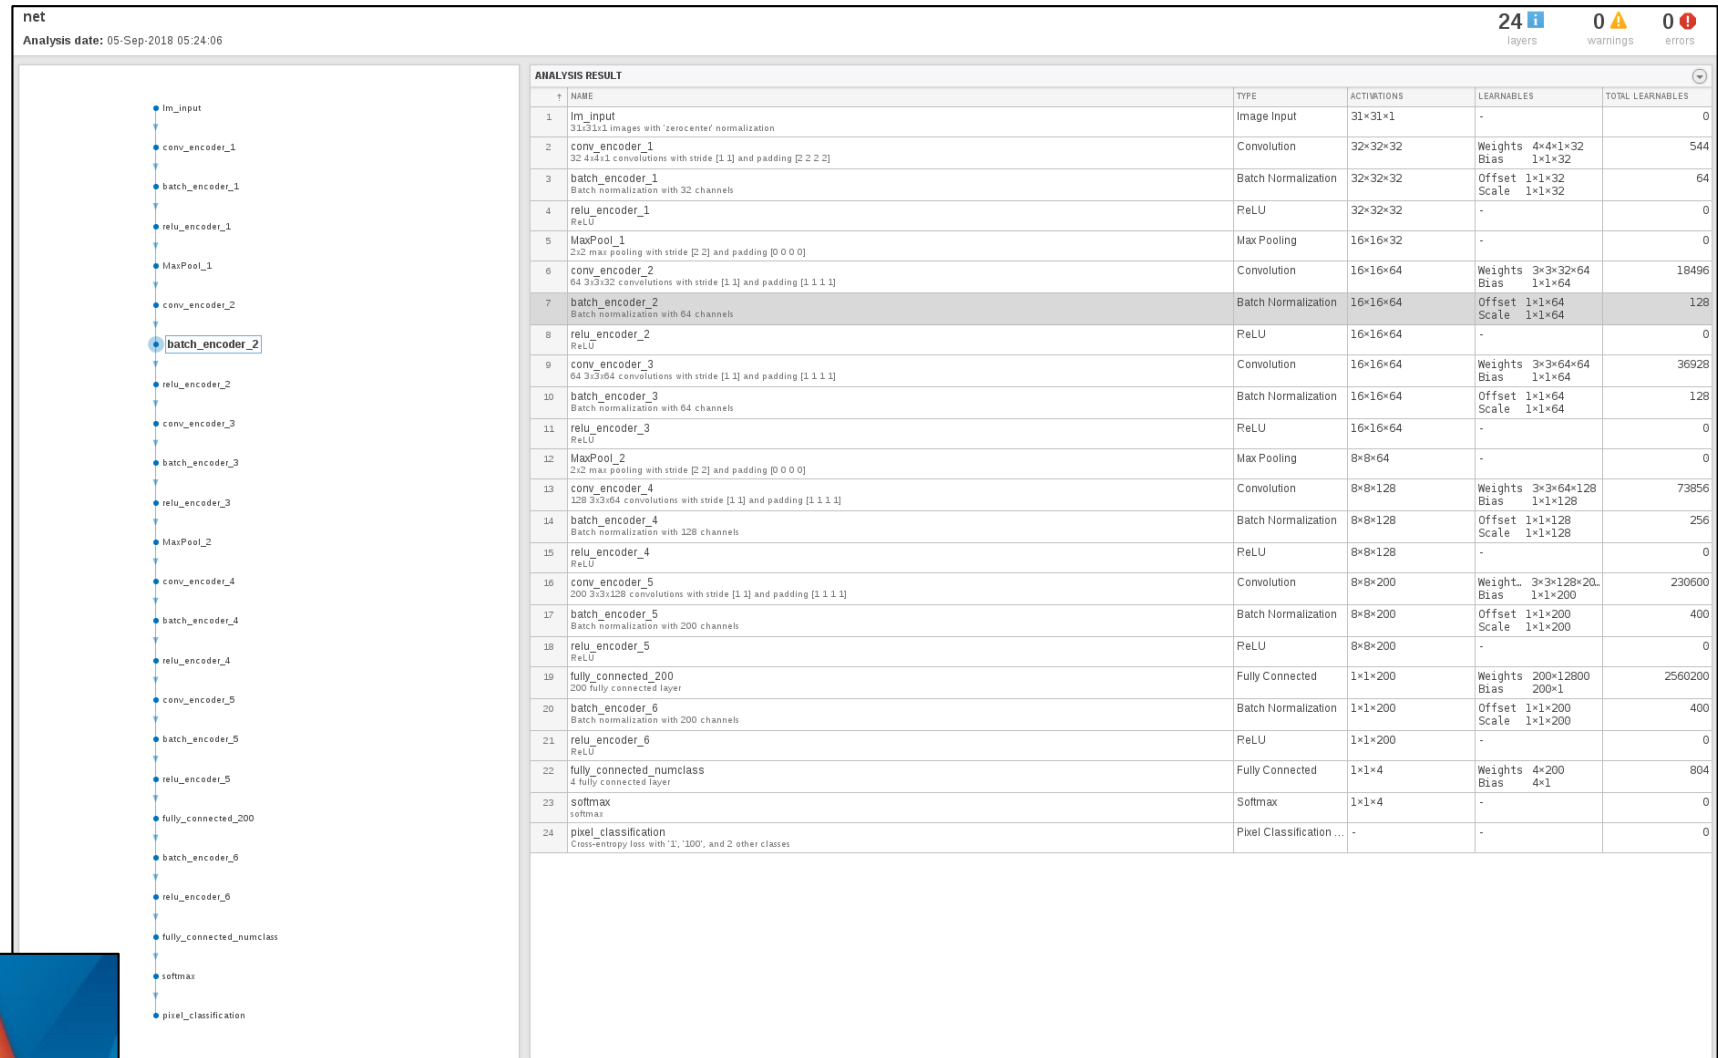 net
Analysis date: 05-Sep-2018 05:24:06
24
layers
0
warnings
0
errors
Im_input
conv_encoder_1
batch_encoder_1
relu_encoder_1
MaxPool_1
conv_encoder_2
batch_encoder_2
relu_encoder_2
conv_encoder_3
batch_encoder_3
relu_encoder_3
MaxPool_2
conv_encoder_4
batch_encoder_4
relu_encoder_4
conv_encoder_5
batch_encoder_5
relu_encoder_5
fully_connected_200
batch_encoder_6
relu_encoder_6
fully_connected_numclass
softmax
pixel_classification
ANALYSIS RESULT
NAME TYPE ACTIVATIONS LEARNABLES TOTAL LEARNABLES
1 Im_input Image Input 31×31×1 - 0
31x31x1 images with 'zerocenter' normalization
2 conv_encoder_1 Convolution 32×32×32 Weights 4×4×1×32 544
32 4x4x1 convolutions with stride [1 1] and padding [2 2 2 2] Bias 1×1×32
3 batch_encoder_1 Batch Normalization 32×32×32 Offset 1×1×32 64
Batch normalization with 32 channels Scale 1×1×32
4 relu_encoder_1 ReLU 32×32×32 - 0
ReLU
5 MaxPool_1 Max Pooling 16×16×32 - 0
2x2 max pooling with stride [2 2] and padding [0 0 0 0]
6 conv_encoder_2 Convolution 16×16×64 Weights 3×3×32×64 18496
64 3x3x32 convolutions with stride [1 1] and padding [1 1 1 1] Bias 1×1×64
7 batch_encoder_2 Batch Normalization 16×16×64 Offset 1×1×64 128
Batch normalization with 64 channels Scale 1×1×64
8 relu_encoder_2 ReLU 16×16×64 - 0
ReLU
9 conv_encoder_3 Convolution 16×16×64 Weights 3×3×64×64 36928
64 3x3x64 convolutions with stride [1 1] and padding [1 1 1 1] Bias 1×1×64
10 batch_encoder_3 Batch Normalization 16×16×64 Offset 1×1×64 128
Batch normalization with 64 channels Scale 1×1×64
11 relu_encoder_3 ReLU 16×16×64 - 0
ReLU
12 MaxPool_2 Max Pooling 8×8×64 - 0
2x2 max pooling with stride [2 2] and padding [0 0 0 0]
13 conv_encoder_4 Convolution 8×8×128 Weights 3×3×64×128 73856
128 3x3x64 convolutions with stride [1 1] and padding [1 1 1 1] Bias 1×1×128
14 batch_encoder_4 Batch Normalization 8×8×128 Offset 1×1×128 256
Batch normalization with 128 channels Scale 1×1×128
15 relu_encoder_4 ReLU 8×8×128 - 0
ReLU
16 conv_encoder_5 Convolution 8×8×200 Weight... 3×3×128×20... 230600
200 3x3x128 convolutions with stride [1 1] and padding [1 1 1 1] Bias 1×1×200
17 batch_encoder_5 Batch Normalization 8×8×200 Offset 1×1×200 400
Batch normalization with 200 channels Scale 1×1×200
18 relu_encoder_5 ReLU 8×8×200 - 0
ReLU
19 fully_connected_200 Fully Connected 1×1×200 Weights 200×12800 2560200
200 fully connected layer Bias 200×1
20 batch_encoder_6 Batch Normalization 1×1×200 Offset 1×1×200 400
Batch normalization with 200 channels Scale 1×1×200
21 relu_encoder_6 ReLU 1×1×200 - 0
ReLU
22 fully_connected_numclass Fully Connected 1×1×4 Weights 4×200 804
4 fully connected layer Bias 4×1
23 softmax Softmax 1×1×4 - 0
softmax
24 pixel_classification Pixel Classification ... - - 0
Cross-entropy loss with '1', '100', and 2 other classes